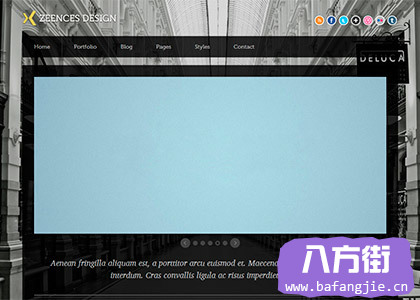 ZEENCES DESIGN
Home Portfolio Blog Pages Styles Contact
DELUCA
Aenean fringilla aliquam est, a porttitor arcu euismod et. Maecen
interdum. Cras convallis ligula ac risus imperdie
八方街
www.bafangjie.cn